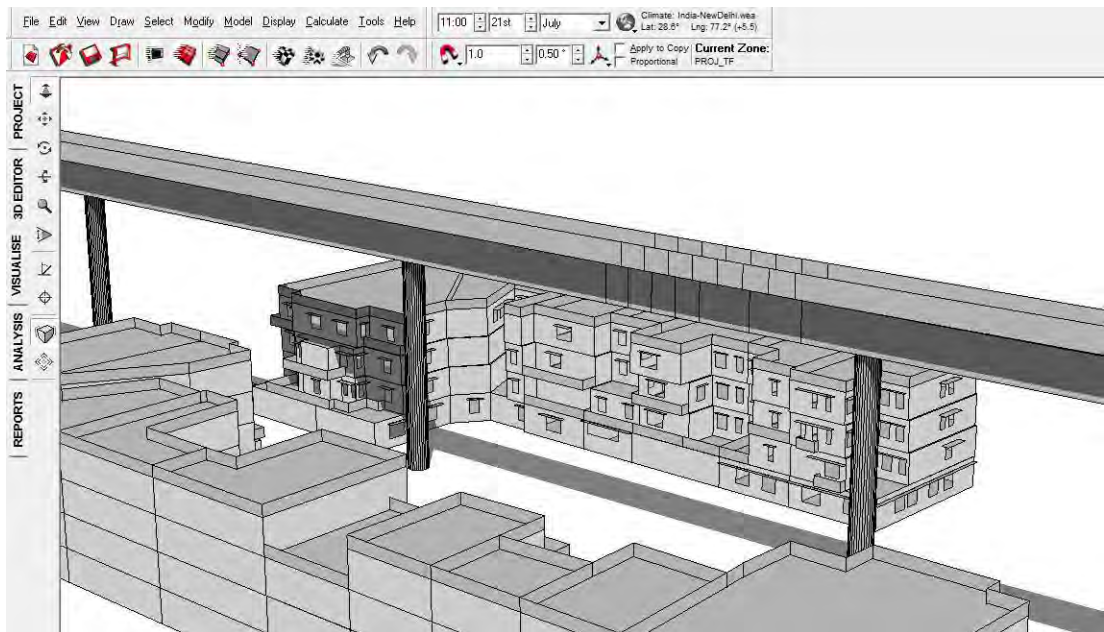 File Edit View Draw Select Modify Model Display Calculate Tools Help
11:00 21st July
Climate: India-NewDelhi.wea
Lat: 28.6° Lng: 77.2° (+5.5)
1.0 0.50 °
Apply to Copy
Proportional
Current Zone:
PROJ_TF
PROJECT
3D EDITOR
VISUALISE
ANALYSIS
REPORTS